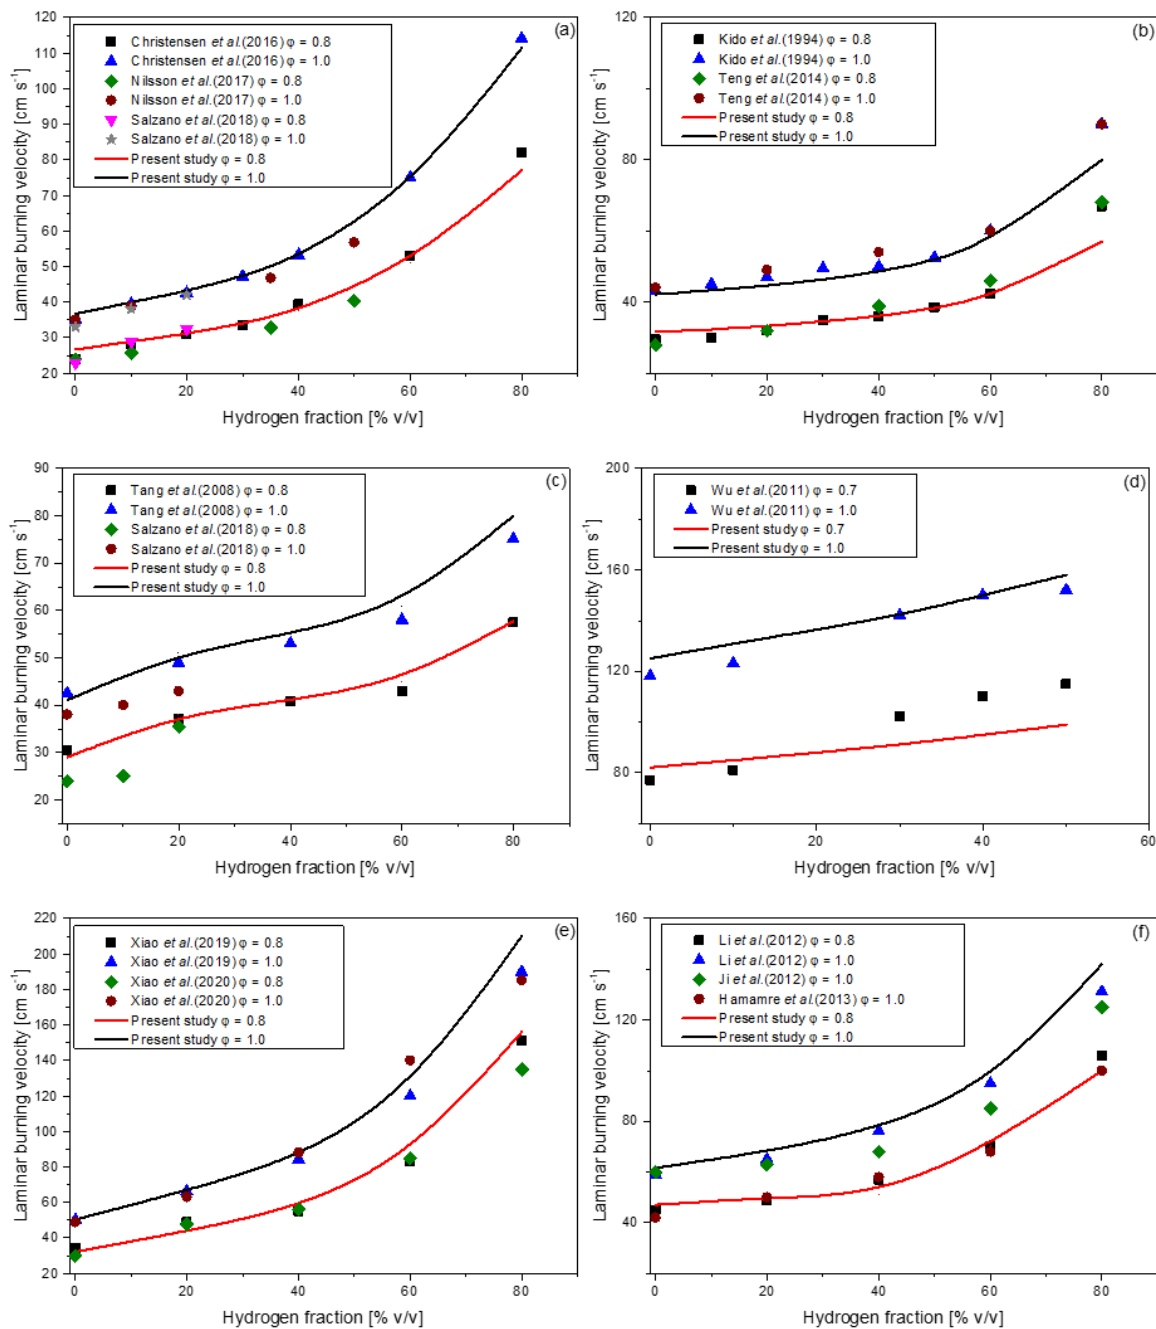 (a)
Christensen et al.(2016) φ = 0.8
Christensen et al.(2016) φ = 1.0
Nilsson et al.(2017) φ = 0.8
Nilsson et al.(2017) φ = 1.0
Salzano et al.(2018) φ = 0.8
Salzano et al.(2018) φ = 1.0
Present study φ = 0.8
Present study φ = 1.0
120
110
100
90
80
70
60
50
40
30
20
0
20
40
60
80
Laminar burning velocity [cm s⁻¹]
Hydrogen fraction [% v/v]
(b)
Kido et al.(1994) φ = 0.8
Kido et al.(1994) φ = 1.0
Teng et al.(2014) φ = 0.8
Teng et al.(2014) φ = 1.0
Present study φ = 0.8
Present study φ = 1.0
120
80
40
0
20
40
60
80
Laminar burning velocity [cm s⁻¹]
Hydrogen fraction [% v/v]
(c)
Tang et al.(2008) φ = 0.8
Tang et al.(2008) φ = 1.0
Salzano et al.(2018) φ = 0.8
Salzano et al.(2018) φ = 1.0
Present study φ = 0.8
Present study φ = 1.0
90
80
70
60
50
40
30
20
0
20
40
60
80
Laminar burning velocity [cm s⁻¹]
Hydrogen fraction [% v/v]
(d)
Wu et al.(2011) φ = 0.7
Wu et al.(2011) φ = 1.0
Present study φ = 0.7
Present study φ = 1.0
200
160
120
80
0
20
40
60
Laminar burning velocity [cm s⁻¹]
Hydrogen fraction [% v/v]
(e)
Xiao et al.(2019) φ = 0.8
Xiao et al.(2019) φ = 1.0
Xiao et al.(2020) φ = 0.8
Xiao et al.(2020) φ = 1.0
Present study φ = 0.8
Present study φ = 1.0
220
200
180
160
140
120
100
80
60
40
20
0
20
40
60
80
Laminar burning velocity [cm s⁻¹]
Hydrogen fraction [% v/v]
(f)
Li et al.(2012) φ = 0.8
Li et al.(2012) φ = 1.0
Ji et al.(2012) φ = 1.0
Hamamre et al.(2013) φ = 1.0
Present study φ = 0.8
Present study φ = 1.0
160
120
80
40
0
20
40
60
80
Laminar burning velocity [cm s⁻¹]
Hydrogen fraction [% v/v]